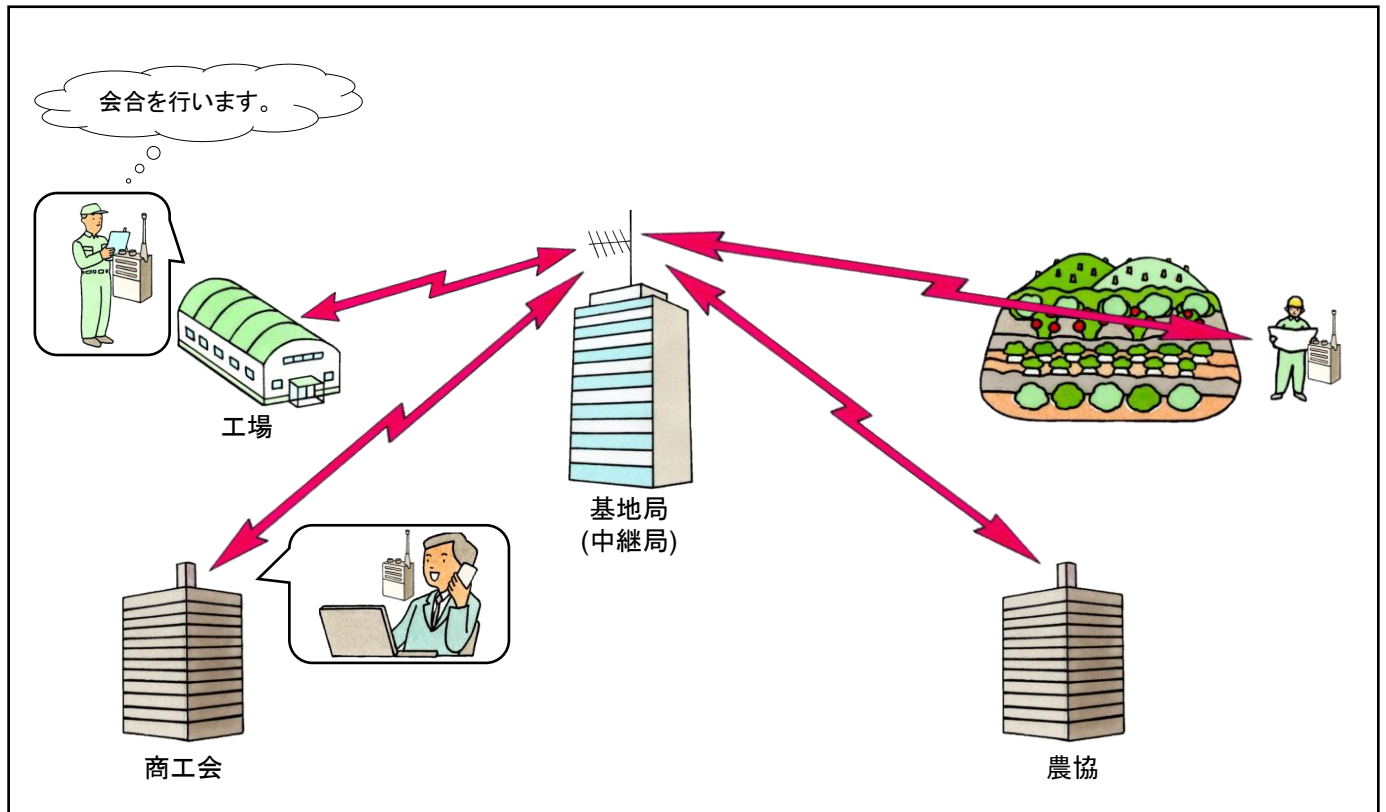 会合を行います。
工場
基地局
(中継局)
商工会
農協